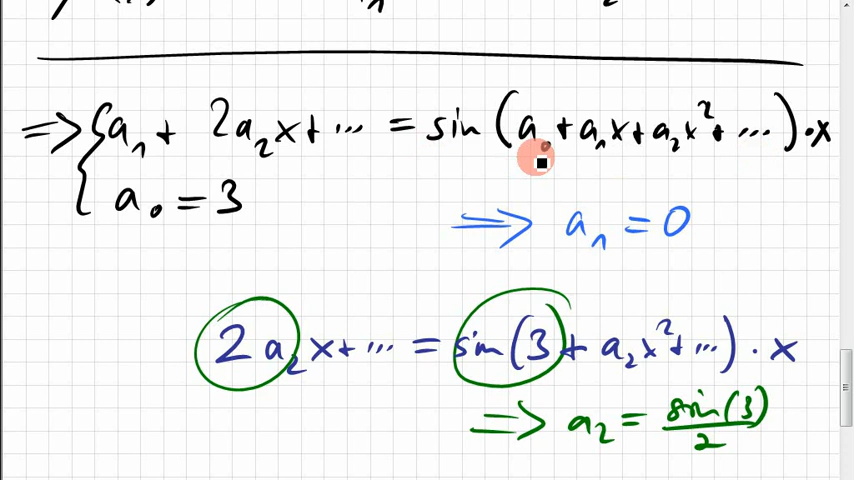 ⇒ { a₁ + 2a₂x + ... = sin(a₀ + a₁x + a₂x² + ...)·x
a₀ = 3
⇒ a₁ = 0
2a₂x + ... = sin(3 + a₂x² + ...)·x
⇒ a₂ = sin(3)/2